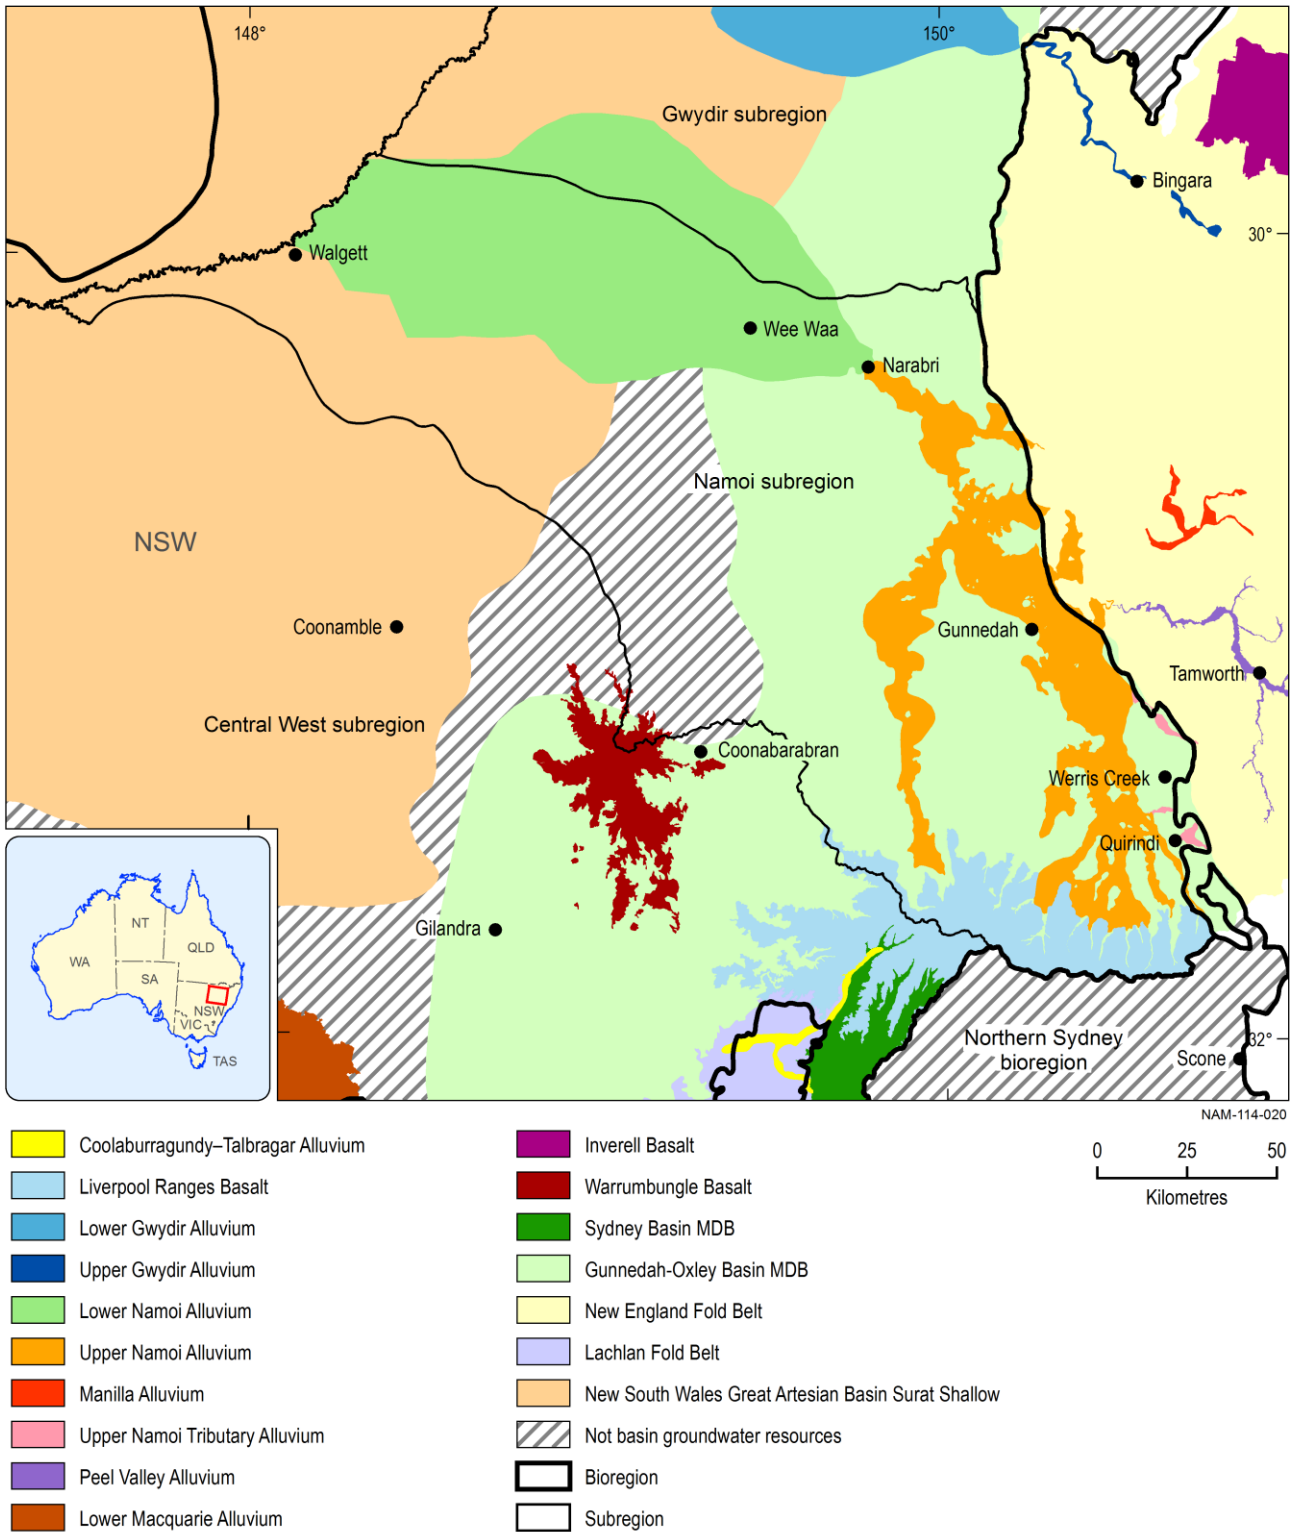 148°
150°
Gwydir subregion
Bingara
30°
Walgett
Wee Waa
Narrabri
Namoi subregion
NSW
Coonamble
Gunnedah
Tamworth
Central West subregion
Coonabarabran
Werris Creek
Quirindi
Gilandra
NT
QLD
WA
SA
NSW
VIC
TAS
Northern Sydney
bioregion
32°
Scone
NAM-114-020
Coolaburragundy–Talbragar Alluvium
Liverpool Ranges Basalt
Lower Gwydir Alluvium
Upper Gwydir Alluvium
Lower Namoi Alluvium
Upper Namoi Alluvium
Manilla Alluvium
Upper Namoi Tributary Alluvium
Peel Valley Alluvium
Lower Macquarie Alluvium
Inverell Basalt
Warrumbungle Basalt
Sydney Basin MDB
Gunnedah-Oxley Basin MDB
New England Fold Belt
Lachlan Fold Belt
New South Wales Great Artesian Basin Surat Shallow
Not basin groundwater resources
Bioregion
Subregion
0 25 50
Kilometres